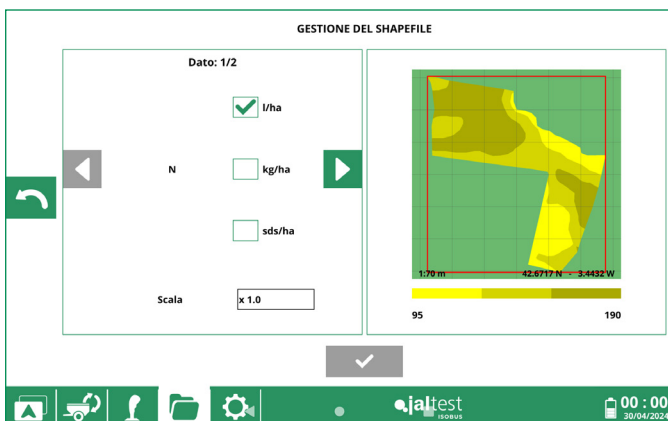 GESTIONE DEL SHAPEFILE
Dato: 1/2
l/ha
N
kg/ha
sds/ha
Scala
x 1.0
1:70 m
42.6717 N - 3.4432 W
95
190
jaltest
ISOBUS
00 : 00
30/04/2024